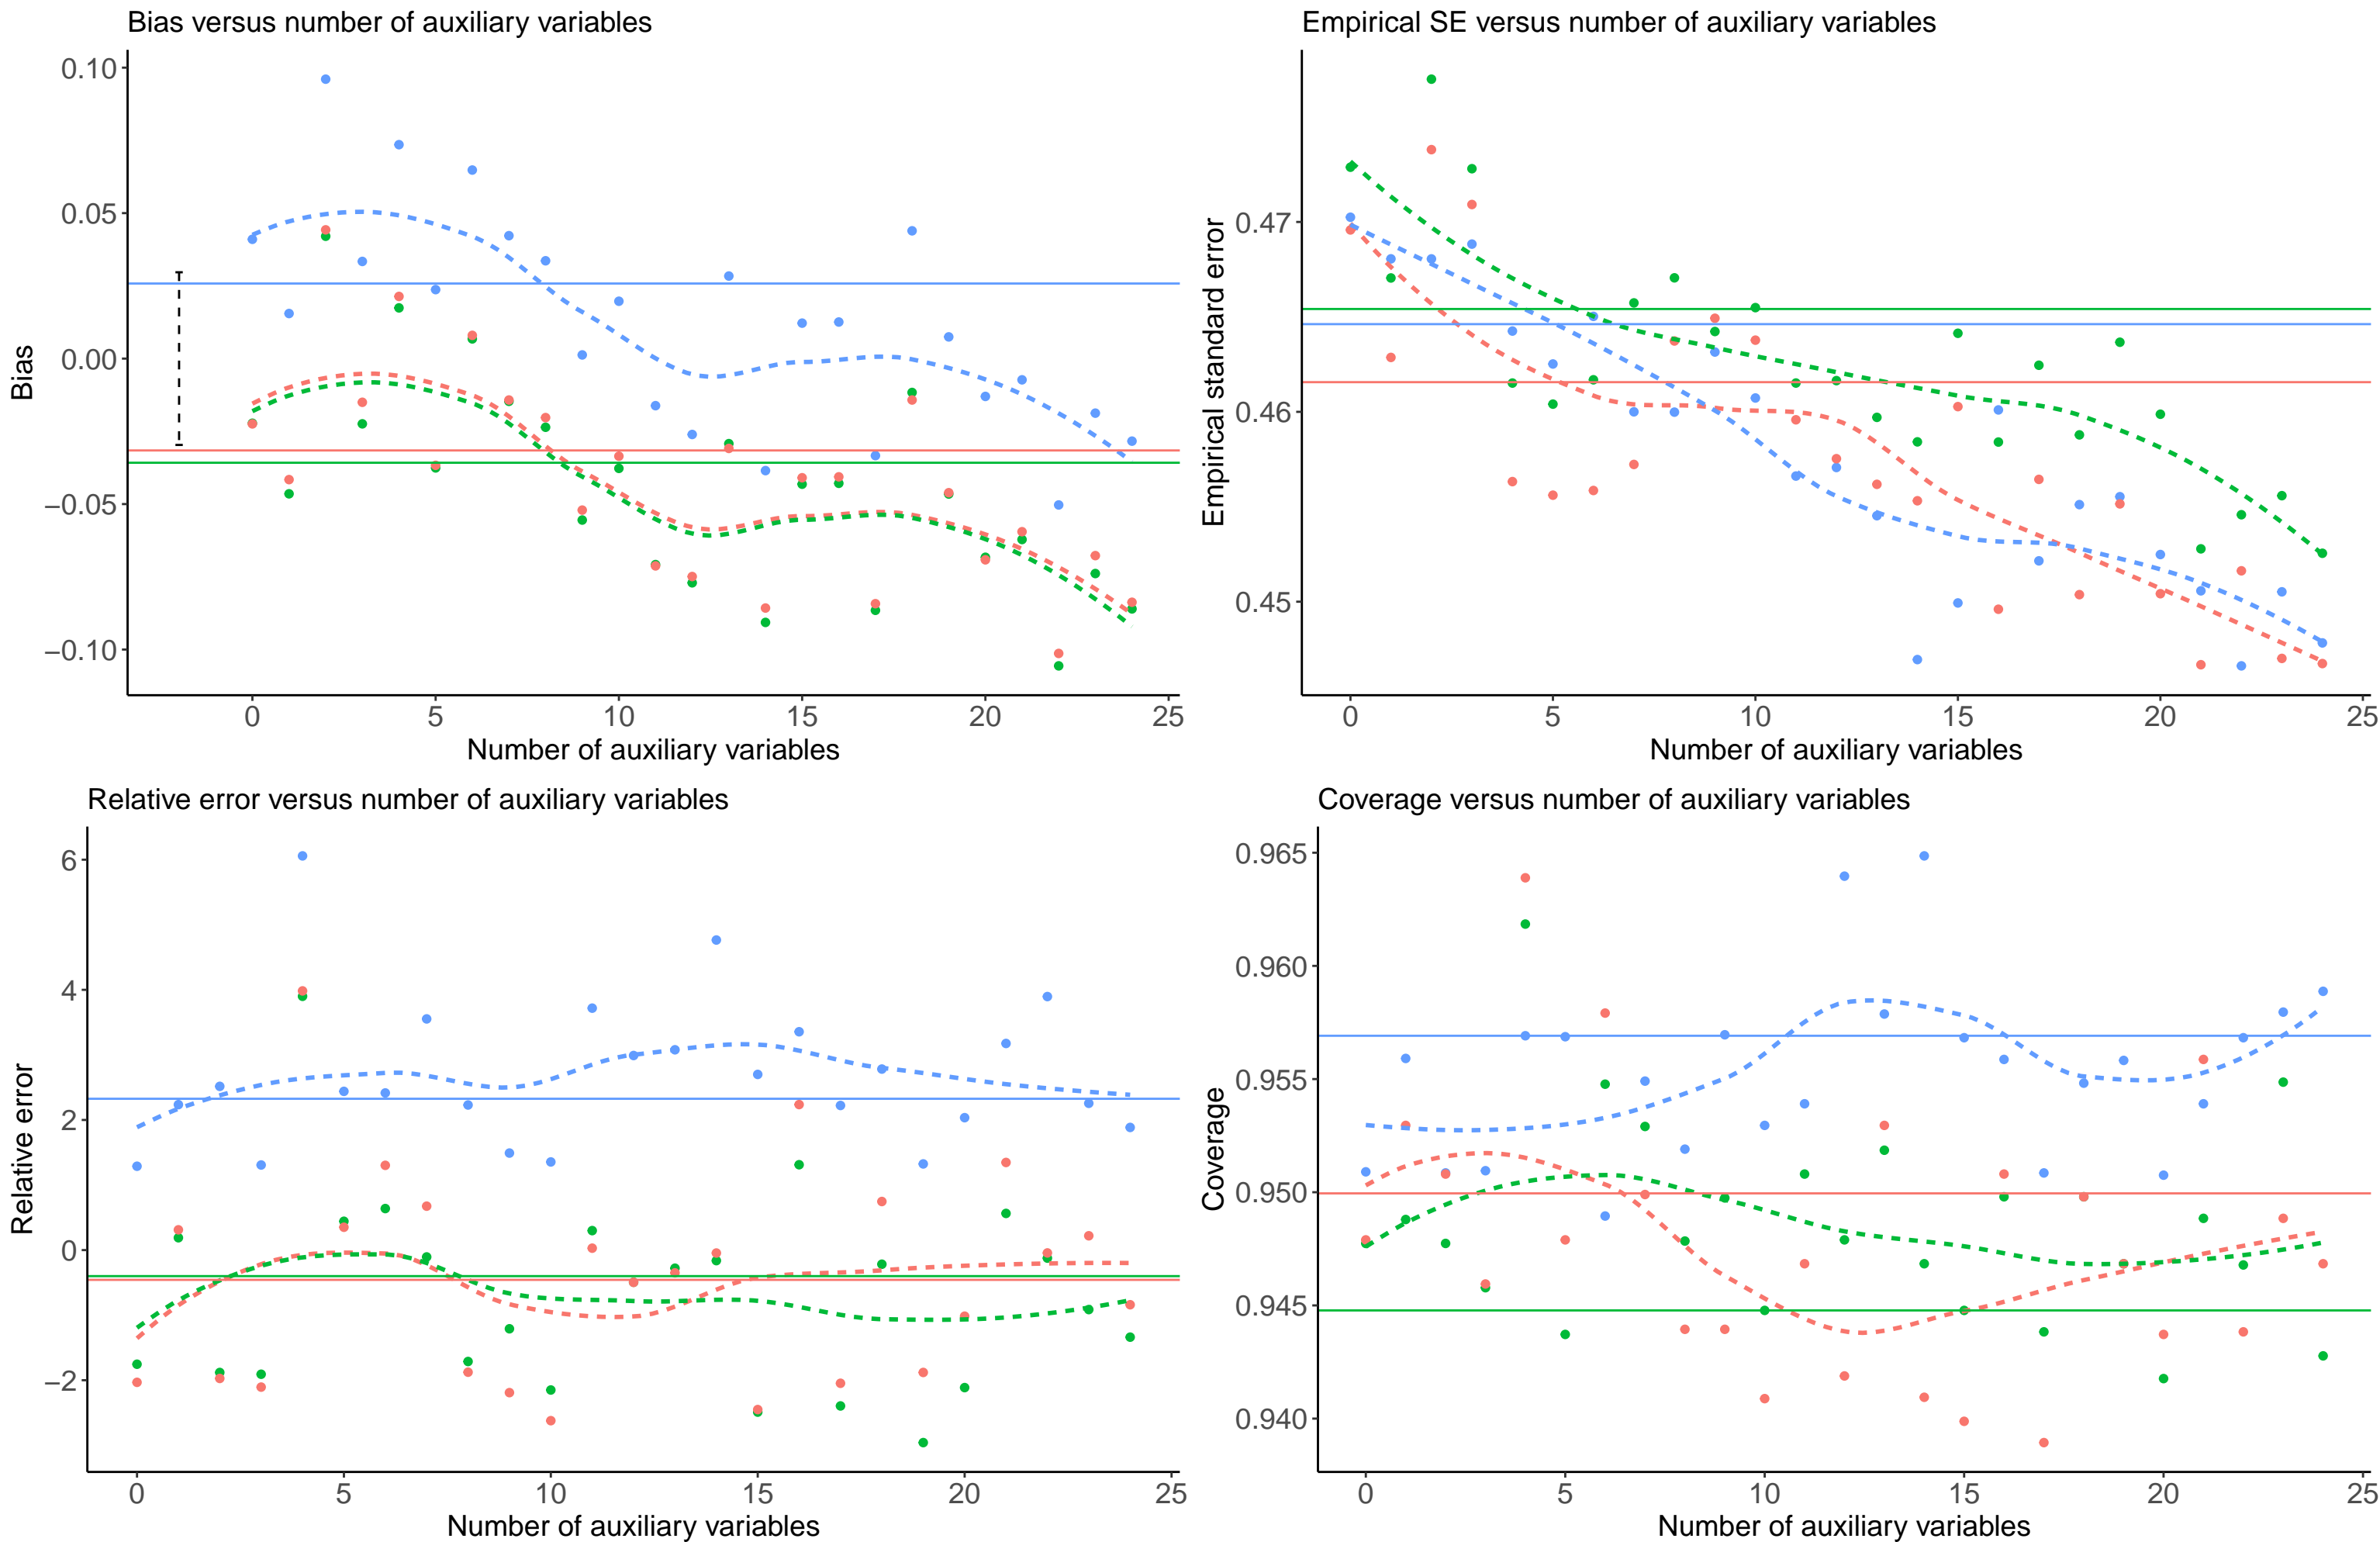 Bias versus number of auxiliary variables
0.10
0.05
0.00
−0.05
−0.10
Bias
0 5 10 15 20 25
Number of auxiliary variables
Empirical SE versus number of auxiliary variables
0.47
0.46
0.45
Empirical standard error
0 5 10 15 20 25
Number of auxiliary variables
Relative error versus number of auxiliary variables
6
4
2
0
−2
Relative error
0 5 10 15 20 25
Number of auxiliary variables
Coverage versus number of auxiliary variables
0.965
0.960
0.955
0.950
0.945
0.940
Coverage
0 5 10 15 20 25
Number of auxiliary variables